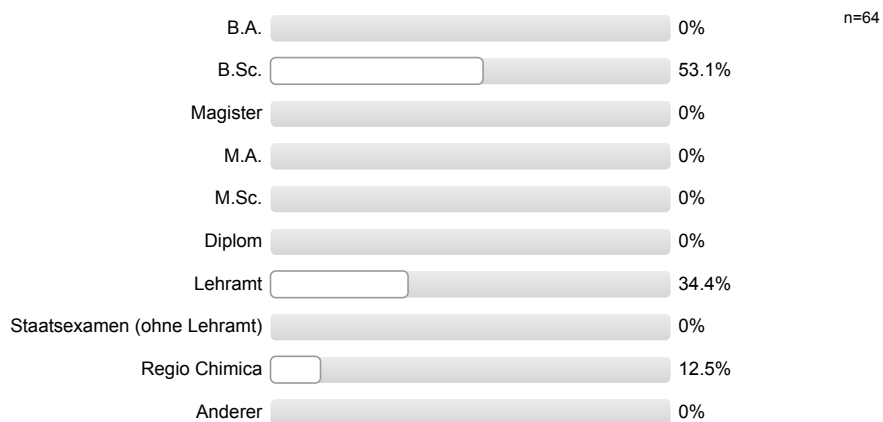 n=64
B.A. 0%
B.Sc. 53.1%
Magister 0%
M.A. 0%
M.Sc. 0%
Diplom 0%
Lehramt 34.4%
Staatsexamen (ohne Lehramt) 0%
Regio Chimica 12.5%
Anderer 0%